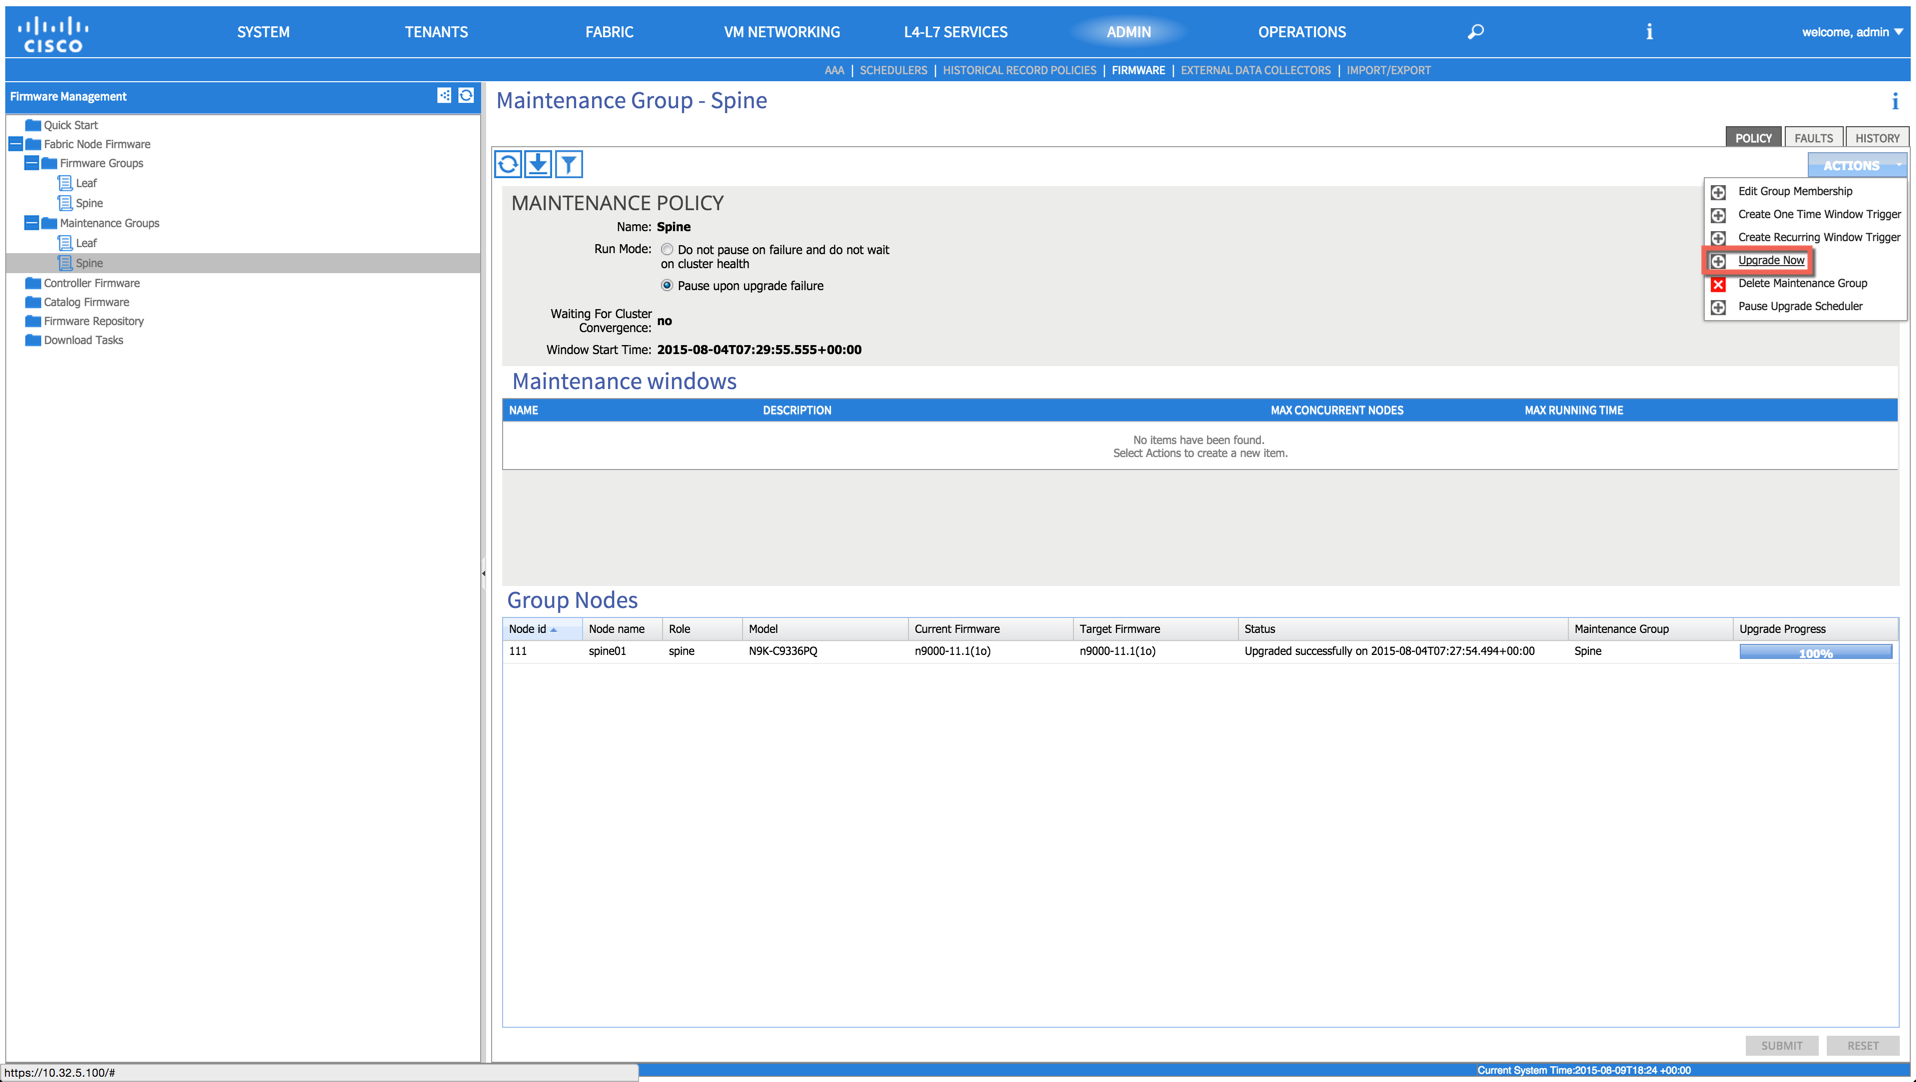 CISCO
SYSTEM TENANTS FABRIC VM NETWORKING L4-L7 SERVICES ADMIN OPERATIONS i welcome, admin
AAA | SCHEDULERS | HISTORICAL RECORD POLICIES | FIRMWARE | EXTERNAL DATA COLLECTORS | IMPORT/EXPORT
Firmware Management
Quick Start
Fabric Node Firmware
Firmware Groups
Leaf
Spine
Maintenance Groups
Leaf
Spine
Controller Firmware
Catalog Firmware
Firmware Repository
Download Tasks
Maintenance Group - Spine i
POLICY FAULTS HISTORY
ACTIONS
Edit Group Membership
Create One Time Window Trigger
Create Recurring Window Trigger
Upgrade Now
Delete Maintenance Group
Pause Upgrade Scheduler
MAINTENANCE POLICY
Name: Spine
Run Mode: Do not pause on failure and do not wait
on cluster health
Pause upon upgrade failure
Waiting For Cluster
Convergence: no
Window Start Time: 2015-08-04T07:29:55.555+00:00
Maintenance windows
NAME DESCRIPTION MAX CONCURRENT NODES MAX RUNNING TIME
No items have been found.
Select Actions to create a new item.
Group Nodes
Node id Node name Role Model Current Firmware Target Firmware Status Maintenance Group Upgrade Progress
111 spine01 spine N9K-C9336PQ n9000-11.1(1o) n9000-11.1(1o) Upgraded successfully on 2015-08-04T07:27:54.494+00:00 Spine 100%
SUBMIT RESET
https://10.32.5.100/# Current System Time:2015-08-09T18:24 +00:00